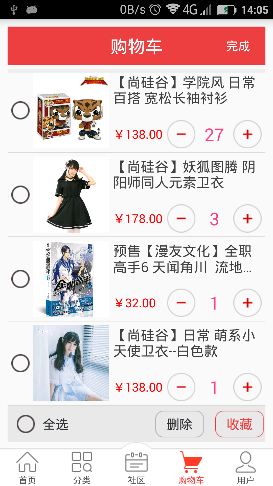 0B/s 4G 14:05
购物车 完成
【尚硅谷】学院风 日常
百搭 宽松长袖衬衫
￥138.00 − 27 +
【尚硅谷】妖狐图腾 阴
阳师同人元素卫衣
￥178.00 − 3 +
预售【漫友文化】全职
高手6 天闻角川 流地...
￥32.00 − 1 +
【尚硅谷】日常 萌系小
天使卫衣--白色款
￥138.00 − 1 +
全选 删除 收藏
首页 分类 社区 购物车 用户